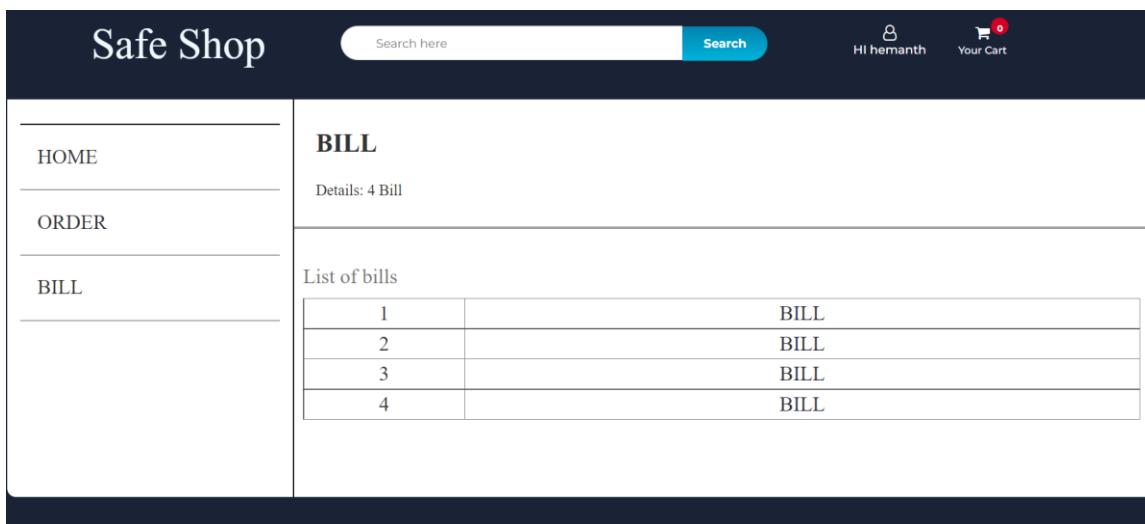 Safe Shop
Search here
Search
HI hemanth
0
Your Cart
HOME
ORDER
BILL
BILL
Details: 4 Bill
List of bills
1 BILL
2 BILL
3 BILL
4 BILL